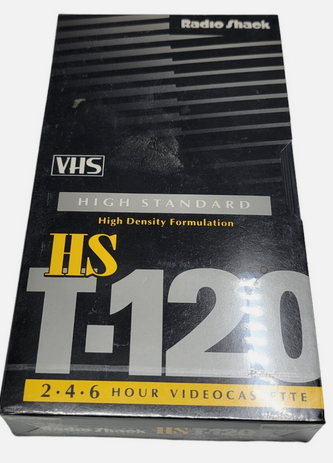 Radio Shack
VHS
HIGH STANDARD
High Density Formulation
HS
T-120
2·4·6 HOUR VIDEOCASSETTE
Radio Shack HS T-120